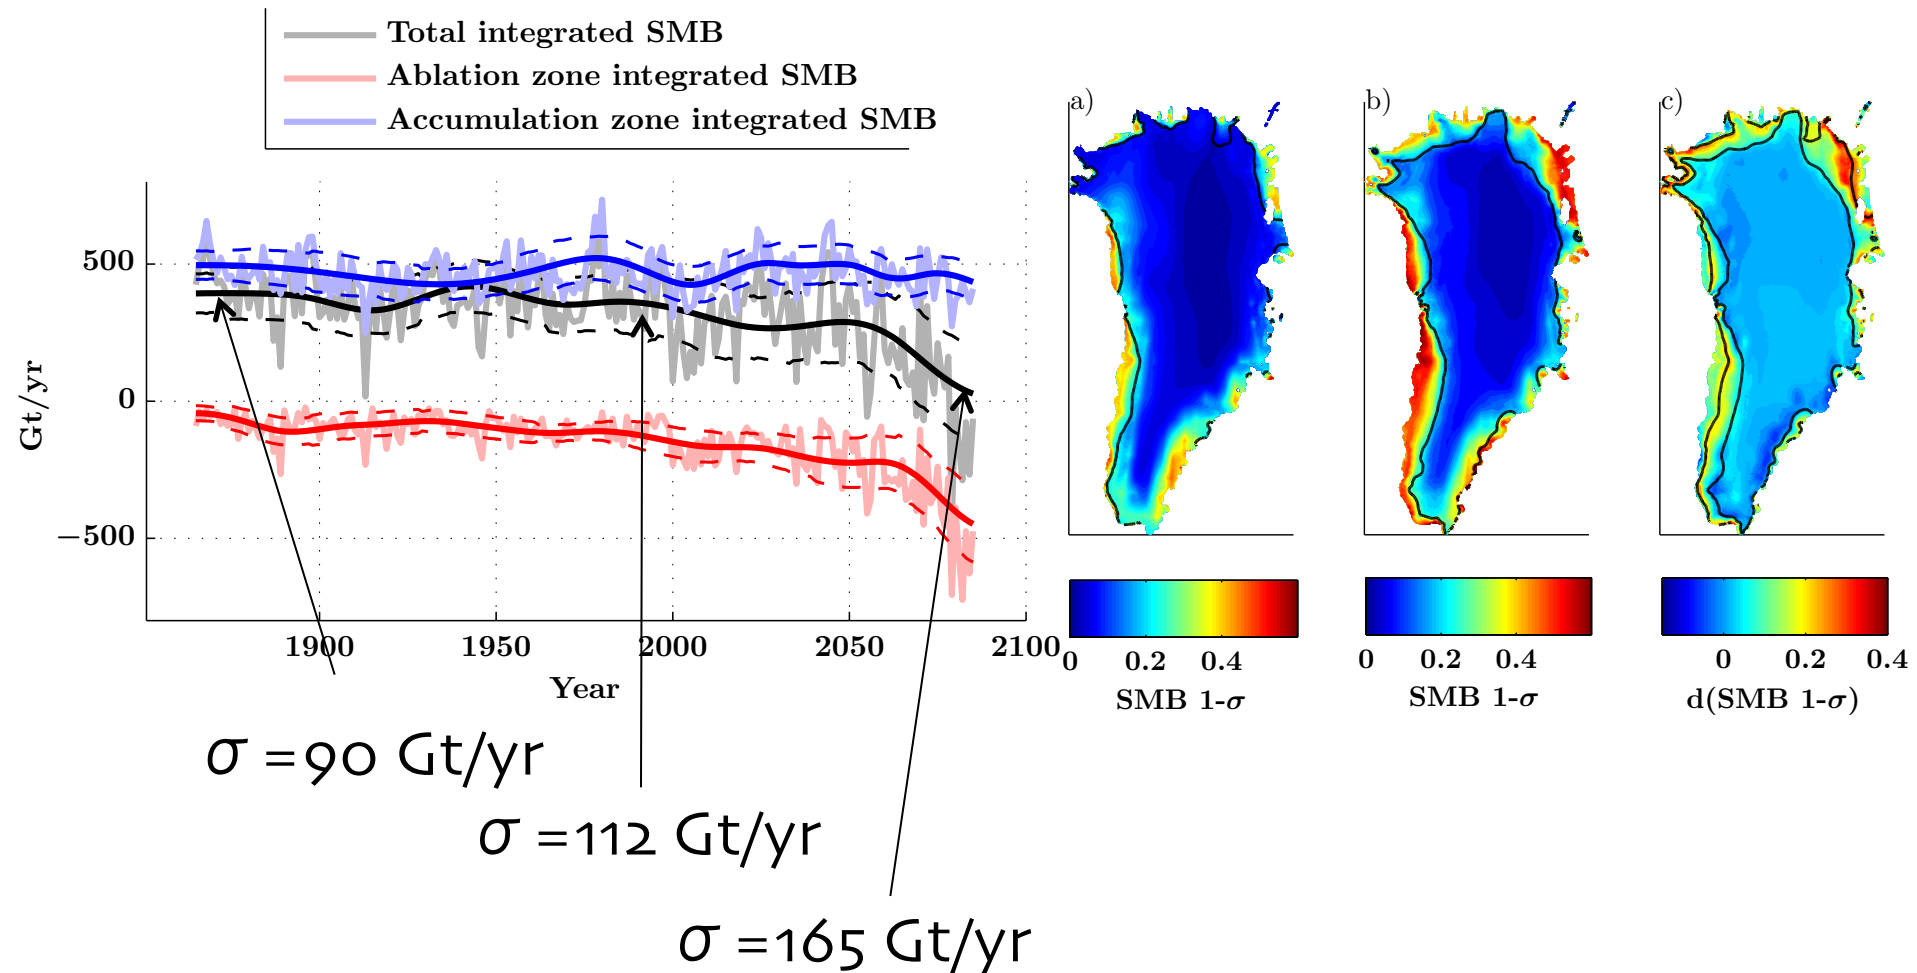 Total integrated SMB
Ablation zone integrated SMB
Accumulation zone integrated SMB
500
0
−500
Gt/yr
1900 1950 2000 2050 2100
Year
σ =90 Gt/yr
σ =112 Gt/yr
σ =165 Gt/yr
a)
0 0.2 0.4
SMB 1-σ
b)
0 0.2 0.4
SMB 1-σ
c)
0 0.2 0.4
d(SMB 1-σ)